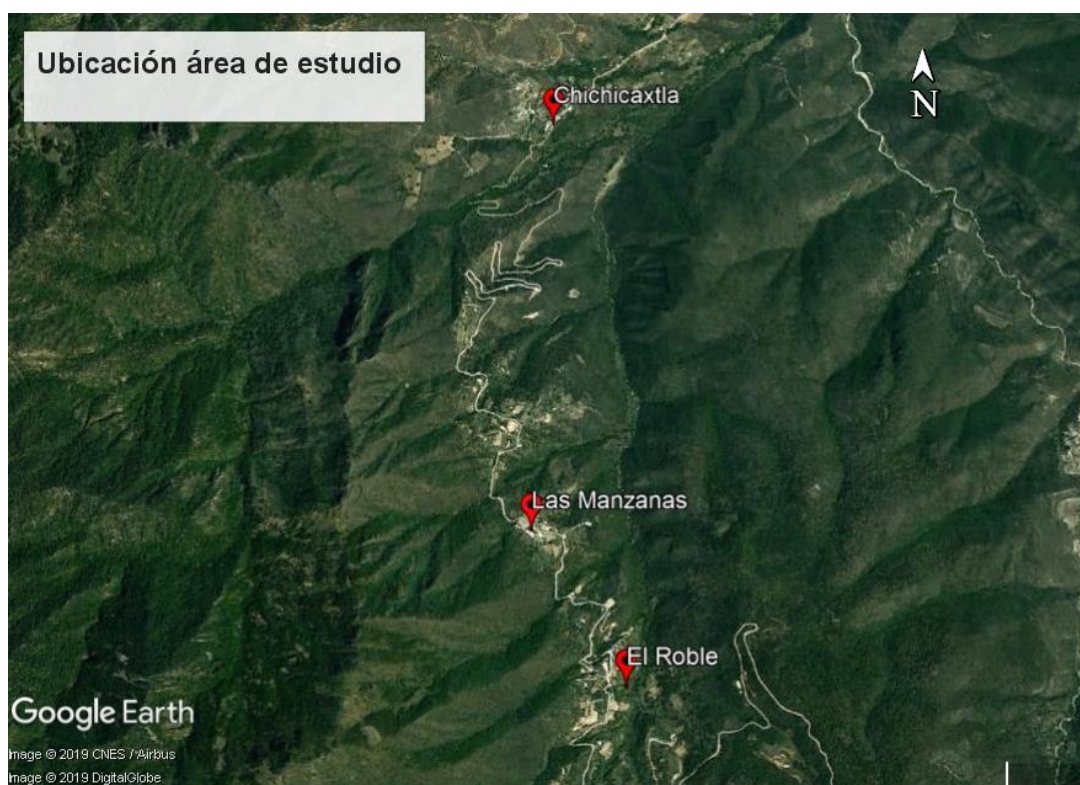 Ubicación área de estudio
N
Chichicaxtla
Las Manzanas
El Roble
Google Earth
Image © 2019 CNES / Airbus
Image © 2019 DigitalGlobe